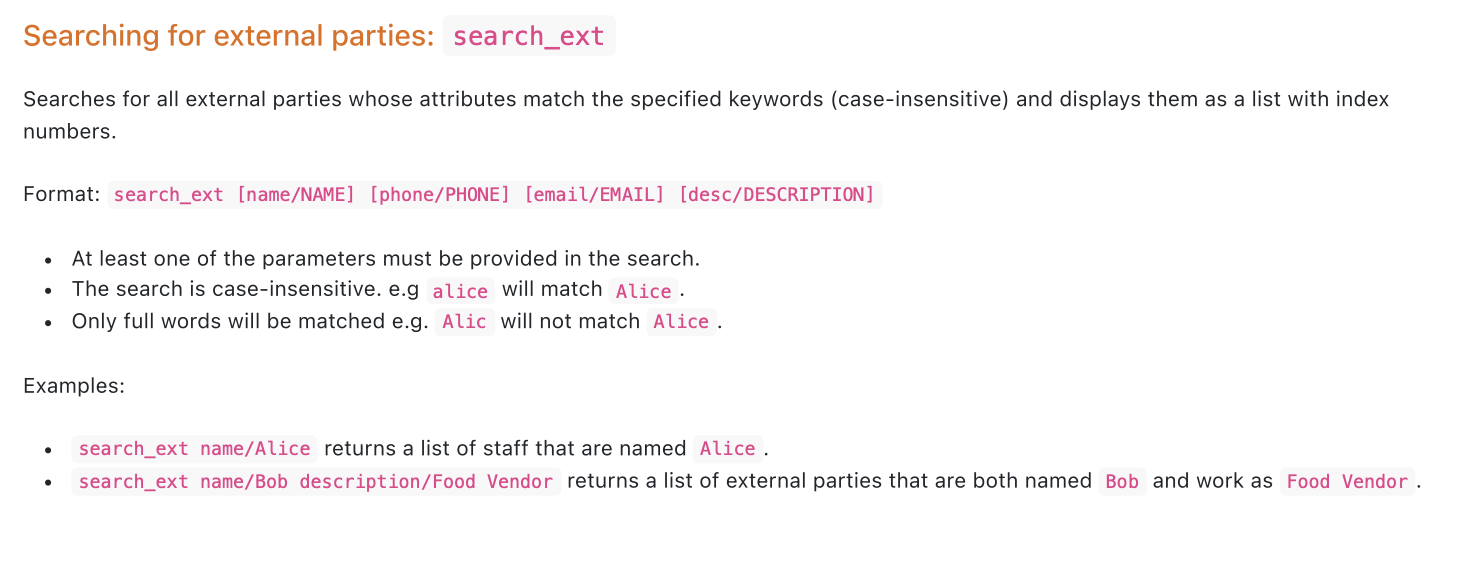 Searching for external parties: search_ext
Searches for all external parties whose attributes match the specified keywords (case-insensitive) and displays them as a list with index
numbers.
Format: search_ext [name/NAME] [phone/PHONE] [email/EMAIL] [desc/DESCRIPTION]
• At least one of the parameters must be provided in the search.
• The search is case-insensitive. e.g alice will match Alice .
• Only full words will be matched e.g. Alic will not match Alice .
Examples:
• search_ext name/Alice returns a list of staff that are named Alice .
• search_ext name/Bob description/Food Vendor returns a list of external parties that are both named Bob and work as Food Vendor .